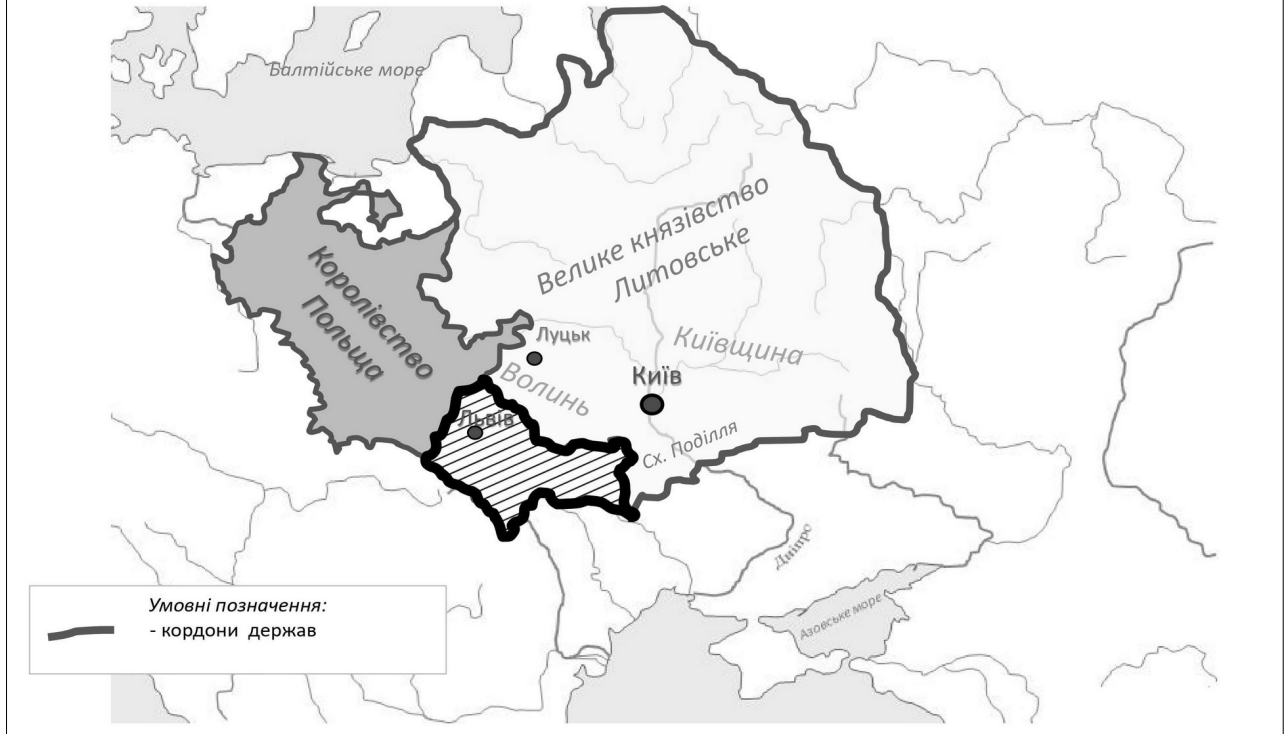 Балтійське море
Велике князівство
Литовське
Королівство
Польща
Луцьк
Київщина
Волинь
Київ
Львів
Сх. Поділля
Дніпро
Азовське море
Умовні позначення:
- кордони держав